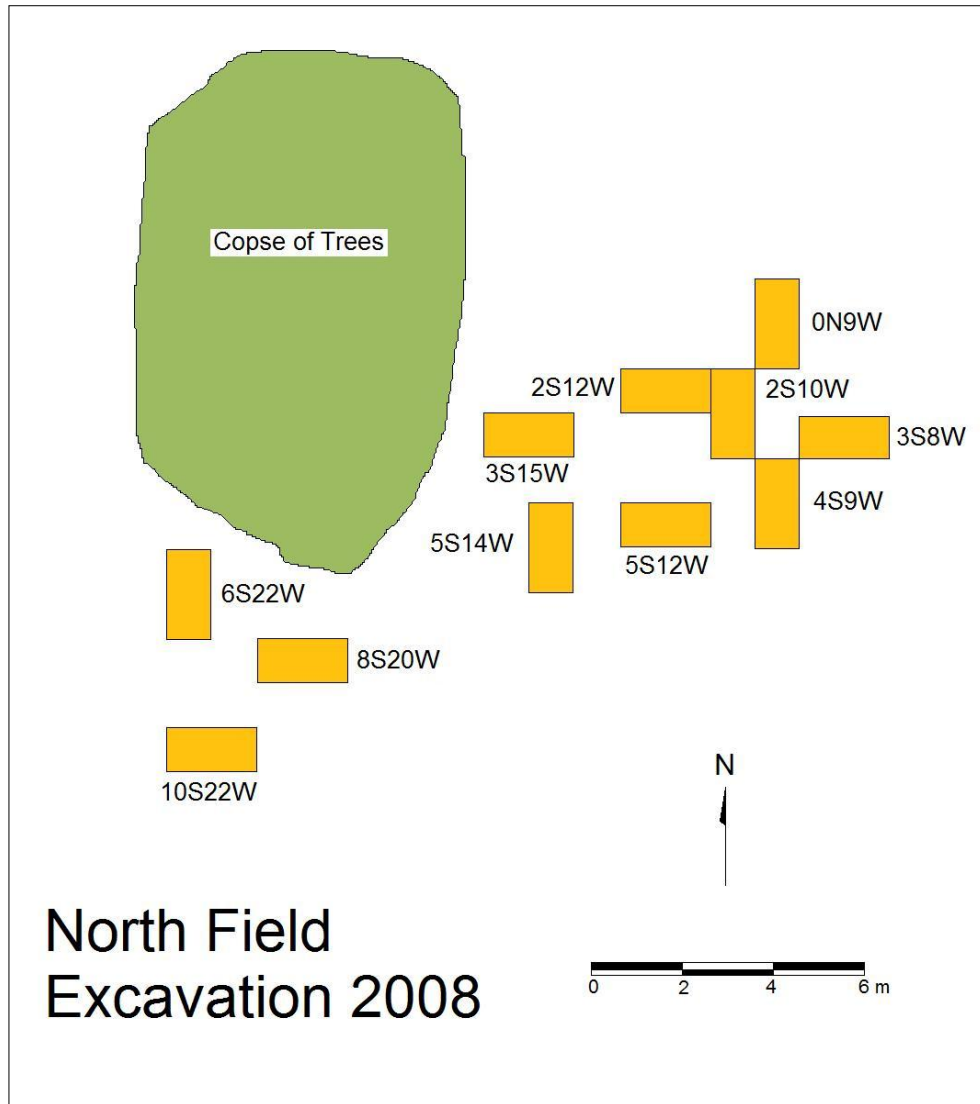 Copse of Trees
0N9W
2S12W
2S10W
3S8W
3S15W
4S9W
5S14W
5S12W
6S22W
8S20W
10S22W
N
North Field
Excavation 2008
0 2 4 6 m